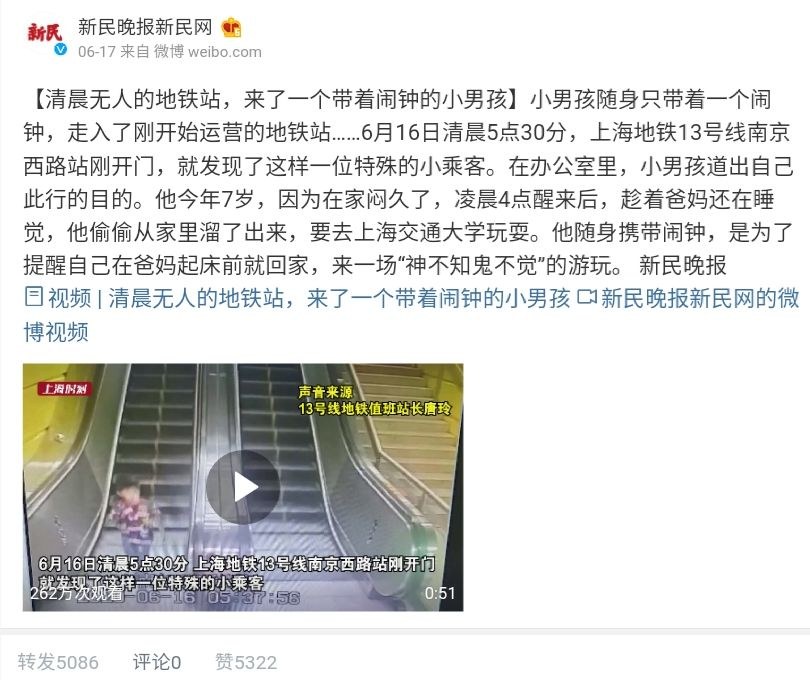 新民
新民晚报新民网
06-17 来自 微博 weibo.com
【清晨无人的地铁站，来了一个带着闹钟的小男孩】小男孩随身只带着一个闹
钟，走入了刚开始运营的地铁站……6月16日清晨5点30分，上海地铁13号线南京
西路站刚开门，就发现了这样一位特殊的小乘客。在办公室里，小男孩道出自己
此行的目的。他今年7岁，因为在家闷久了，凌晨4点醒来后，趁着爸妈还在睡
觉，他偷偷从家里溜了出来，要去上海交通大学玩耍。他随身携带闹钟，是为了
提醒自己在爸妈起床前就回家，来一场“神不知鬼不觉”的游玩。 新民晚报
视频 | 清晨无人的地铁站，来了一个带着闹钟的小男孩 新民晚报新民网的微
博视频
上海时刻
声音来源
13号线地铁值班站长唐玲
6月16日清晨5点30分 上海地铁13号线南京西路站刚开门
就发现了这样一位特殊的小乘客
262万次观看
-06-16 05:37:56
0:51
转发5086 评论0 赞5322